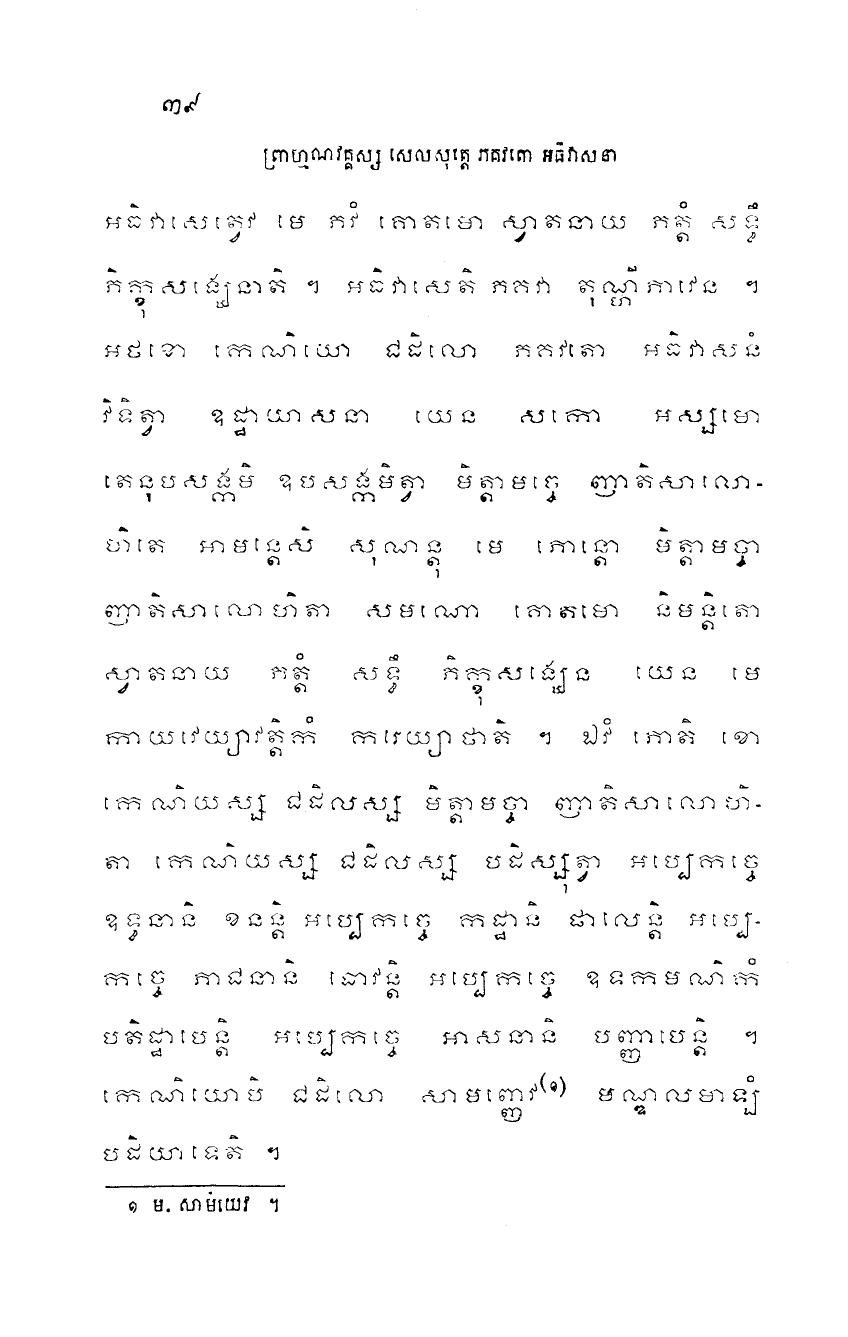 ៣៩
ព្រាហ្មណវគ្គស្ស សេលសុត្តេ ភគវតោ អធិវាសនា
អធិវាសេត្វេវ មេ ភវំ គោតមោ ស្វាតនាយ ភត្តំ សទ្ធឹ
ភិក្ខុសង្ឃេនាតិ ។ អធិវាសេតិ ភគវា តុណ្ហីភាវេន ។
អថខោ កេណិយោ ជដិលោ ភគវតោ អធិវាសនំ
វិទិត្វា ឧដ្ឋាយាសនា យេន សកោ អស្សមោ
តេនុបសង្កមិ ឧបសង្កមិត្វា មិត្តាមច្ចេ ញាតិសាលោ-
ហិតេ អាមន្តេសិ សុណន្តុ មេ ភោន្តោ មិត្តាមច្ចា
ញាតិសាលោហិតា សមណោ គោតមោ និមន្តិតោ
ស្វាតនាយ ភត្តំ សទ្ធឹ ភិក្ខុសង្ឃេន យេន មេ
កាយវេយ្យាវត្តិកំ ករេយ្យាថាតិ ។ ឯវំ ភោតិ ខោ
កេណិយស្ស ជដិលស្ស មិត្តាមច្ចា ញាតិសាលោហិ-
តា កេណិយស្ស ជដិលស្ស បដិស្សុត្វា អប្បេកច្ចេ
ឧទ្ធនានិ ខនន្តិ អប្បេកច្ចេ កដ្ឋានិ ផាលេន្តិ អប្បេ-
កច្ចេ ភាជនានិ ធោវន្តិ អប្បេកច្ចេ ឧទកមណិកំ
បតិដ្ឋាបេន្តិ អប្បេកច្ចេ អាសនានិ បញ្ញាបេន្តិ ។
កេណិយោបិ ជដិលោ សាមញ្ញេវ(១) មណ្ឌលមាឡំ
បដិយាទេតិ ។
១ ម. សាមំយេវ ។